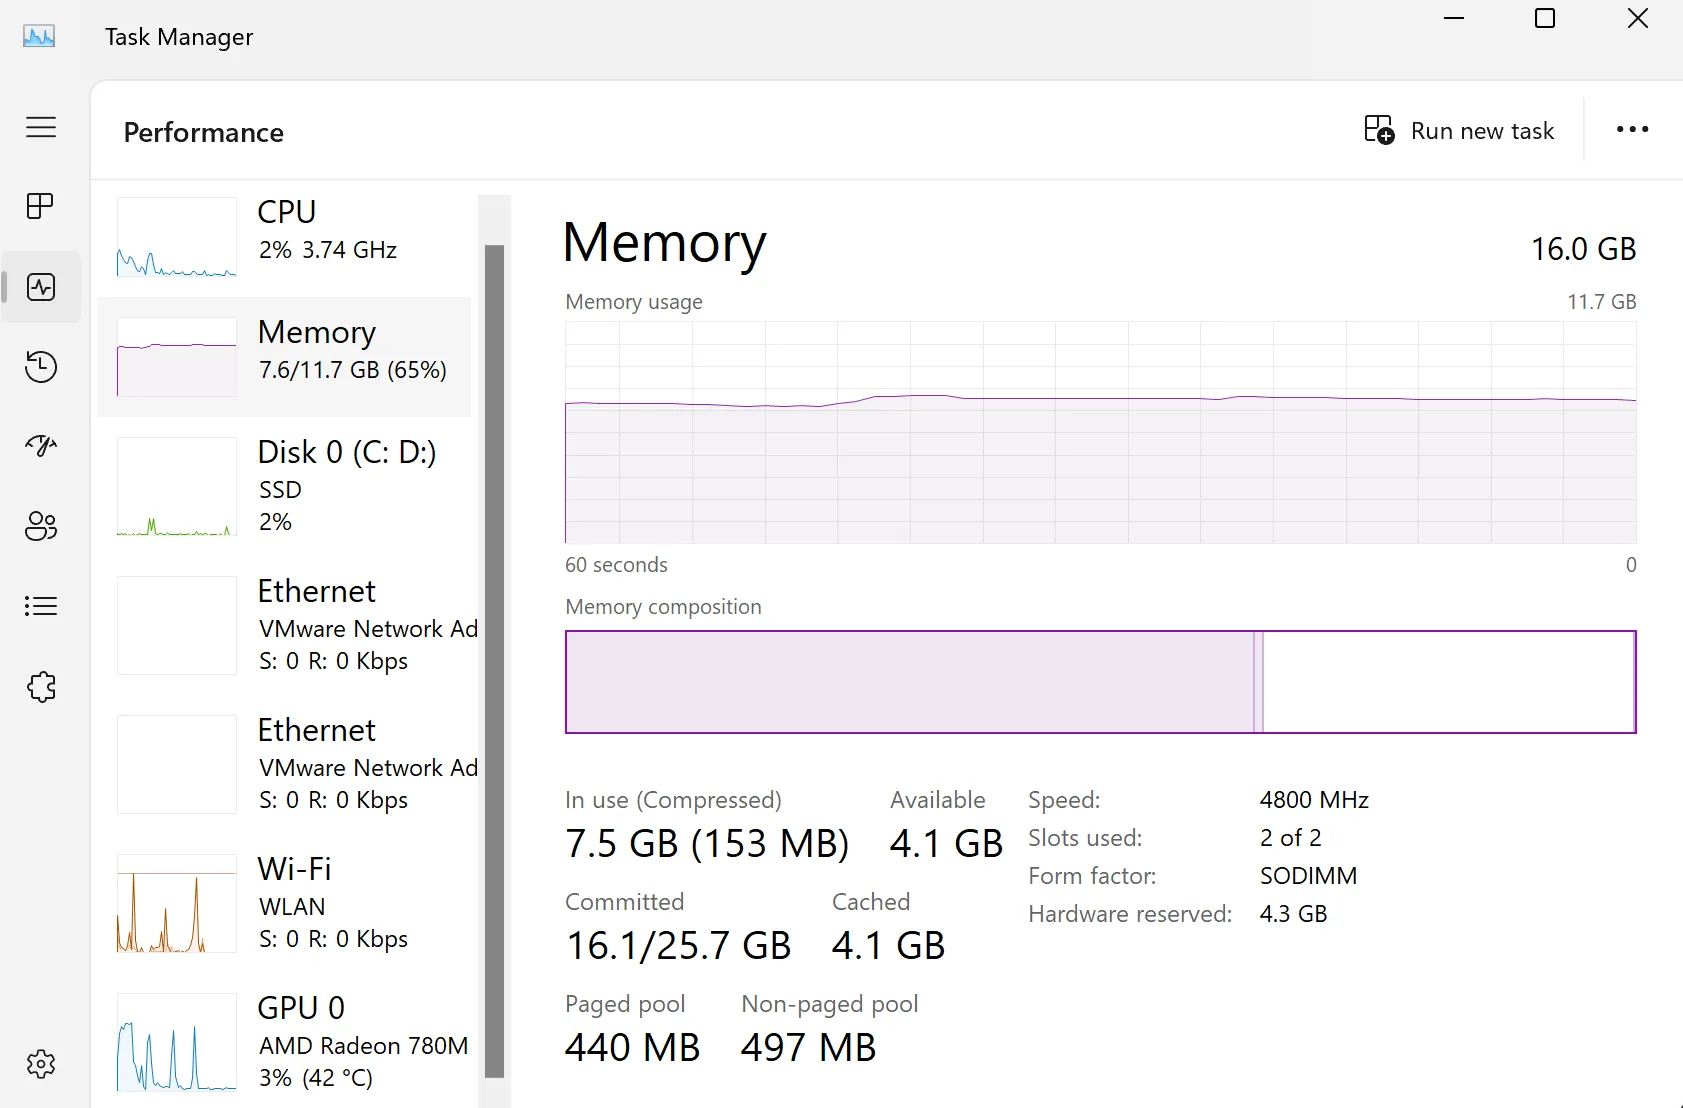 Task Manager
Performance
Run new task
CPU
2% 3.74 GHz
Memory
7.6/11.7 GB (65%)
Disk 0 (C: D:)
SSD
2%
Ethernet
VMware Network Ad
S: 0 R: 0 Kbps
Ethernet
VMware Network Ad
S: 0 R: 0 Kbps
Wi-Fi
WLAN
S: 0 R: 0 Kbps
GPU 0
AMD Radeon 780M
3% (42 °C)
Memory
16.0 GB
Memory usage
11.7 GB
60 seconds
0
Memory composition
In use (Compressed)
7.5 GB (153 MB)
Available
4.1 GB
Committed
16.1/25.7 GB
Cached
4.1 GB
Paged pool
440 MB
Non-paged pool
497 MB
Speed: 4800 MHz
Slots used: 2 of 2
Form factor: SODIMM
Hardware reserved: 4.3 GB